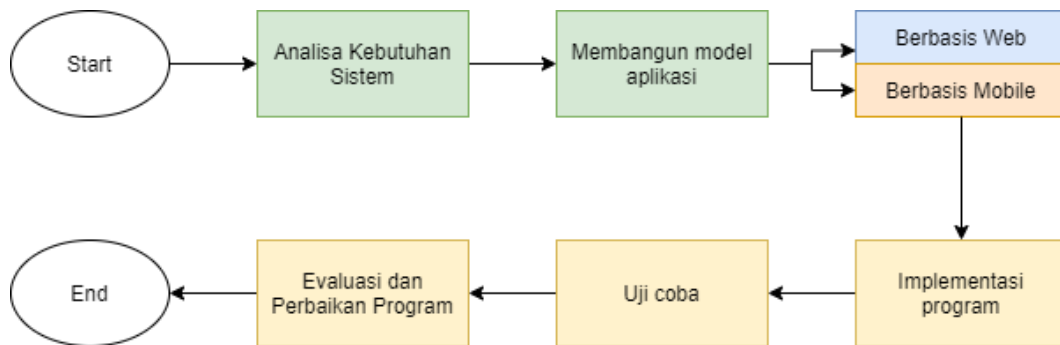 Start
Analisa Kebutuhan
Sistem
Membangun model
aplikasi
Berbasis Web
Berbasis Mobile
End
Evaluasi dan
Perbaikan Program
Uji coba
Implementasi
program